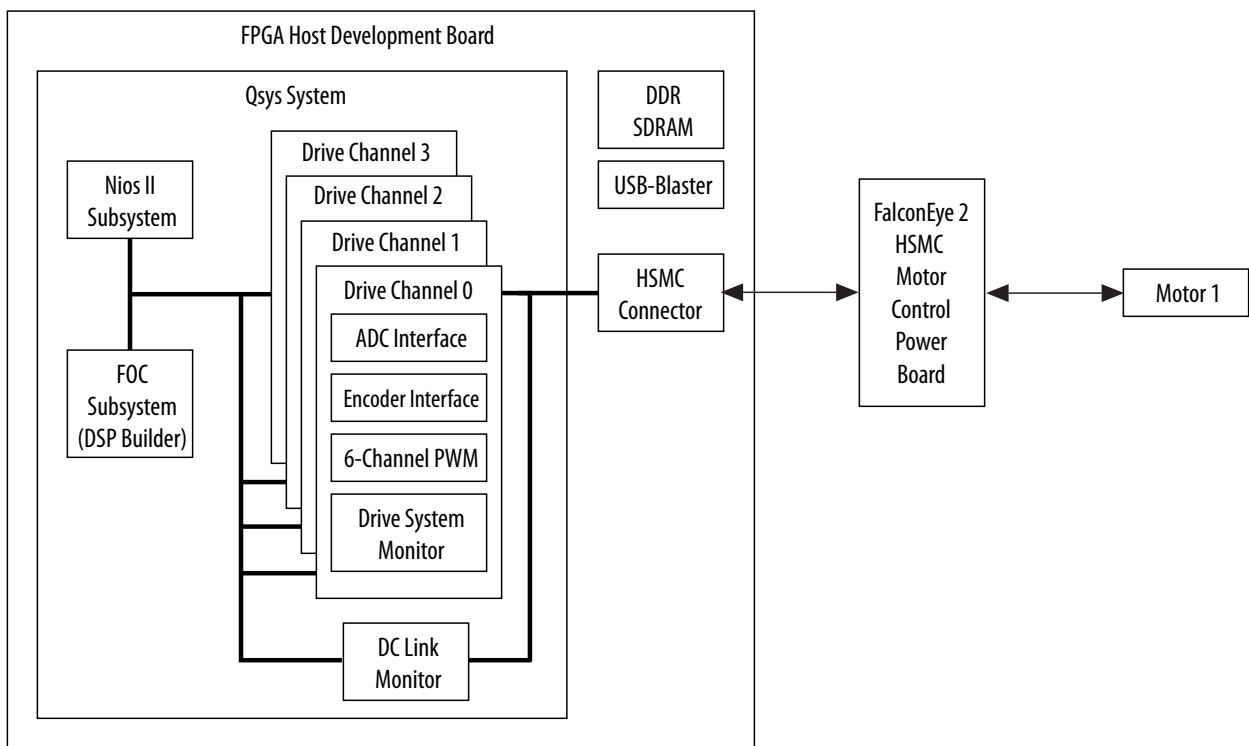 FPGA Host Development Board
Qsys System
DDR
SDRAM
Drive Channel 3
Nios II
Subsystem
USB-Blaster
Drive Channel 2
FalconEye 2
HSMC
Motor
Control
Power
Board
Drive Channel 1
Drive Channel 0
HSMC
Connector
Motor 1
ADC Interface
FOC
Subsystem
(DSP Builder)
Encoder Interface
6-Channel PWM
Drive System
Monitor
DC Link
Monitor